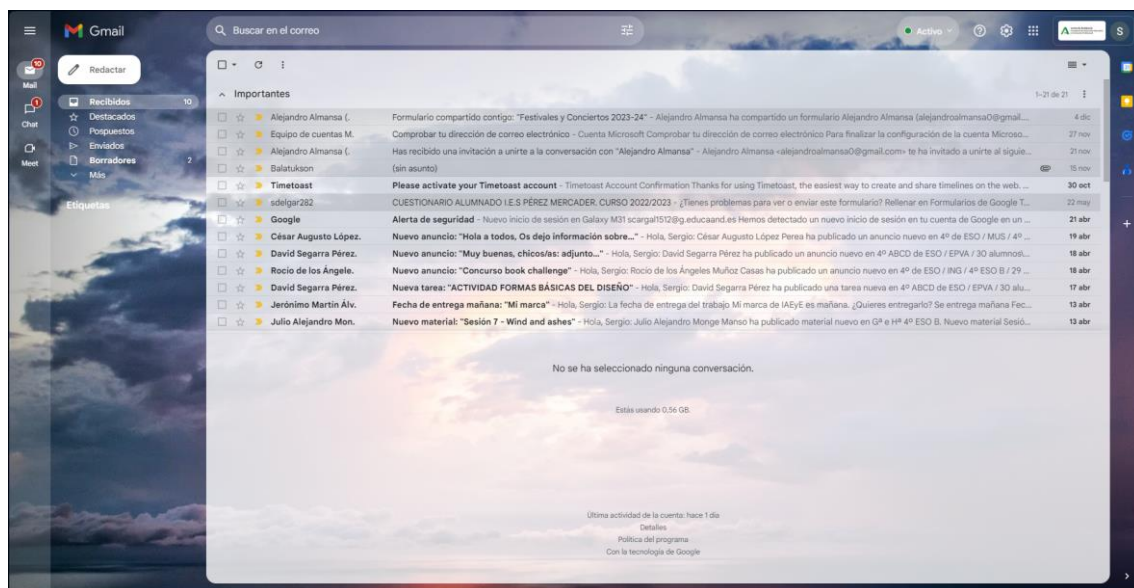 Gmail
Buscar en el correo
Activo
S
10
Mail
Chat
Meet
Redactar
Recibidos 10
Destacados
Pospuestos
Enviados
Borradores 2
Más
Etiquetas
Importantes 1–21 de 21
Alejandro Almansa (. Formulario compartido contigo: "Festivales y Conciertos 2023-24" - Alejandro Almansa ha compartido un formulario Alejandro Almansa (alejandroalmansa0@gmail.... 4 dic
Equipo de cuentas M. Comprobar tu dirección de correo electrónico - Cuenta Microsoft Comprobar tu dirección de correo electrónico Para finalizar la configuración de la cuenta Microso... 27 nov
Alejandro Almansa (. Has recibido una invitación a unirte a la conversación con "Alejandro Almansa" - Alejandro Almansa <alejandroalmansa0@gmail.com> te ha invitado a unirte al siguie... 21 nov
Balatukson (sin asunto) 15 nov
Timetoast Please activate your Timetoast account - Timetoast Account Confirmation Thanks for using Timetoast, the easiest way to create and share timelines on the web. ... 30 oct
sdelgar282 CUESTIONARIO ALUMNADO I.E.S PÉREZ MERCADER. CURSO 2022/2023 - ¿Tienes problemas para ver o enviar este formulario? Rellenar en Formularios de Google T... 22 may
Google Alerta de seguridad - Nuevo inicio de sesión en Galaxy M31 scargal1512@g.educaand.es Hemos detectado un nuevo inicio de sesión en tu cuenta de Google en un ... 21 abr
César Augusto López. Nuevo anuncio: "Hola a todos, Os dejo información sobre..." - Hola, Sergio: César Augusto López Perea ha publicado un anuncio nuevo en 4º de ESO / MUS / 4º ... 19 abr
David Segarra Pérez. Nuevo anuncio: "Muy buenas, chicos/as: adjunto..." - Hola, Sergio: David Segarra Pérez ha publicado un anuncio nuevo en 4º ABCD de ESO / EPVA / 30 alumnos\... 18 abr
Rocío de los Ángele. Nuevo anuncio: "Concurso book challenge" - Hola, Sergio: Rocío de los Ángeles Muñoz Casas ha publicado un anuncio nuevo en 4º de ESO / ING / 4º ESO B / 29 ... 18 abr
David Segarra Pérez. Nueva tarea: "ACTIVIDAD FORMAS BÁSICAS DEL DISEÑO" - Hola, Sergio: David Segarra Pérez ha publicado una tarea nueva en 4º ABCD de ESO / EPVA / 30 alu... 17 abr
Jerónimo Martín Álv. Fecha de entrega mañana: "Mi marca" - Hola, Sergio: La fecha de entrega del trabajo Mi marca de IAEyE es mañana. ¿Quieres entregarlo? Se entrega mañana Fec... 13 abr
Julio Alejandro Mon. Nuevo material: "Sesión 7 - Wind and ashes" - Hola, Sergio: Julio Alejandro Monge Manso ha publicado material nuevo en Gª e Hª 4º ESO B. Nuevo material Sesió... 13 abr
No se ha seleccionado ninguna conversación.
Estás usando 0,56 GB.
Última actividad de la cuenta: hace 1 día
Detalles
Política del programa
Con la tecnología de Google